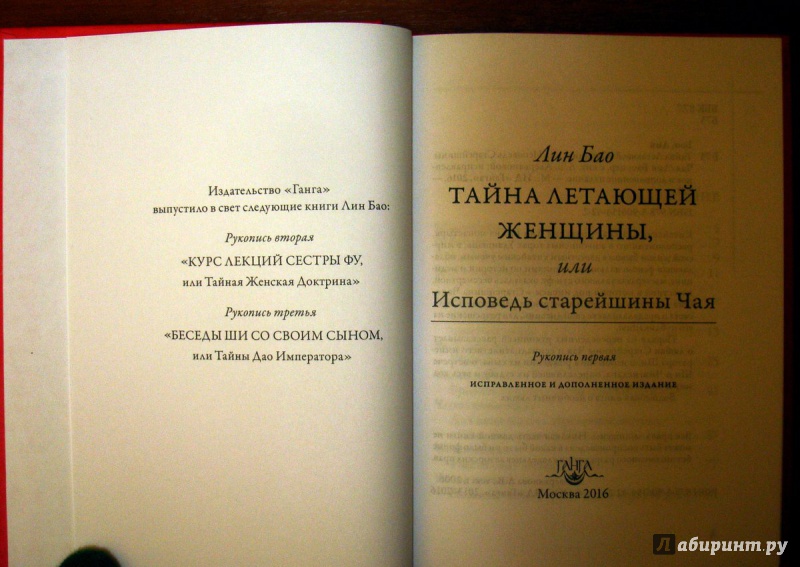 Издательство «Ганга»
выпустило в свет следующие книги Лин Бао:
Рукопись вторая
«КУРС ЛЕКЦИЙ СЕСТРЫ ФУ,
или Тайная Женская Доктрина»
Рукопись третья
«БЕСЕДЫ ШИ СО СВОИМ СЫНОМ,
или Тайны Дао Императора»
Лин Бао
ТАЙНА ЛЕТАЮЩЕЙ
ЖЕНЩИНЫ,
или
Исповедь старейшины Чая
Рукопись первая
ИСПРАВЛЕННОЕ И ДОПОЛНЕННОЕ ИЗДАНИЕ
ГАНГА
Москва 2016
Лабиринт.ру